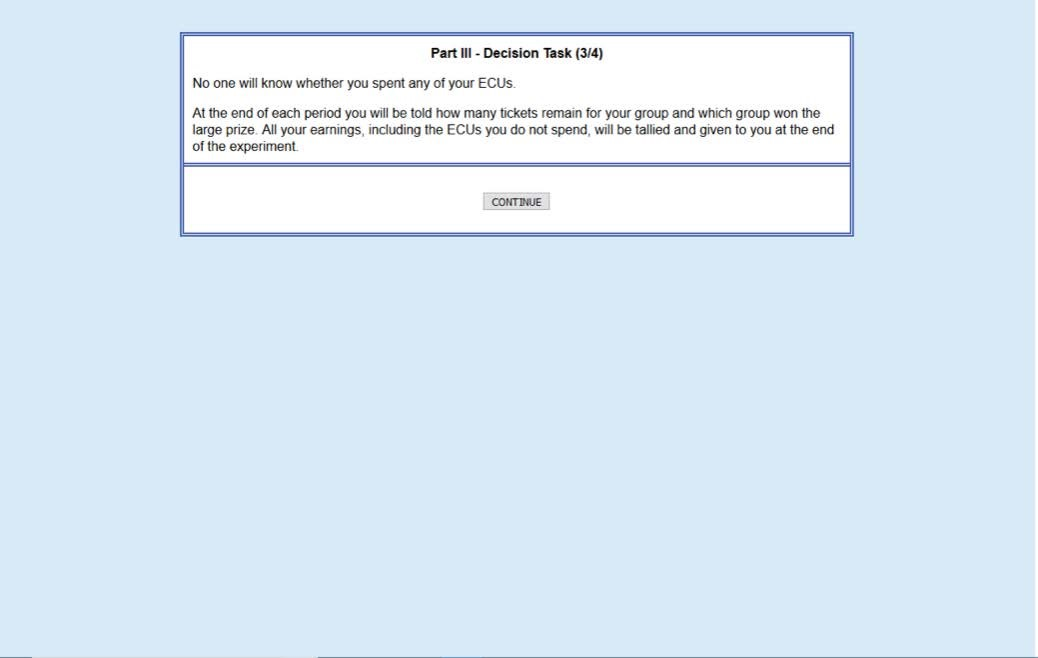 Part III - Decision Task (3/4)
No one will know whether you spent any of your ECUs.
At the end of each period you will be told how many tickets remain for your group and which group won the
large prize. All your earnings, including the ECUs you do not spend, will be tallied and given to you at the end
of the experiment.
CONTINUE